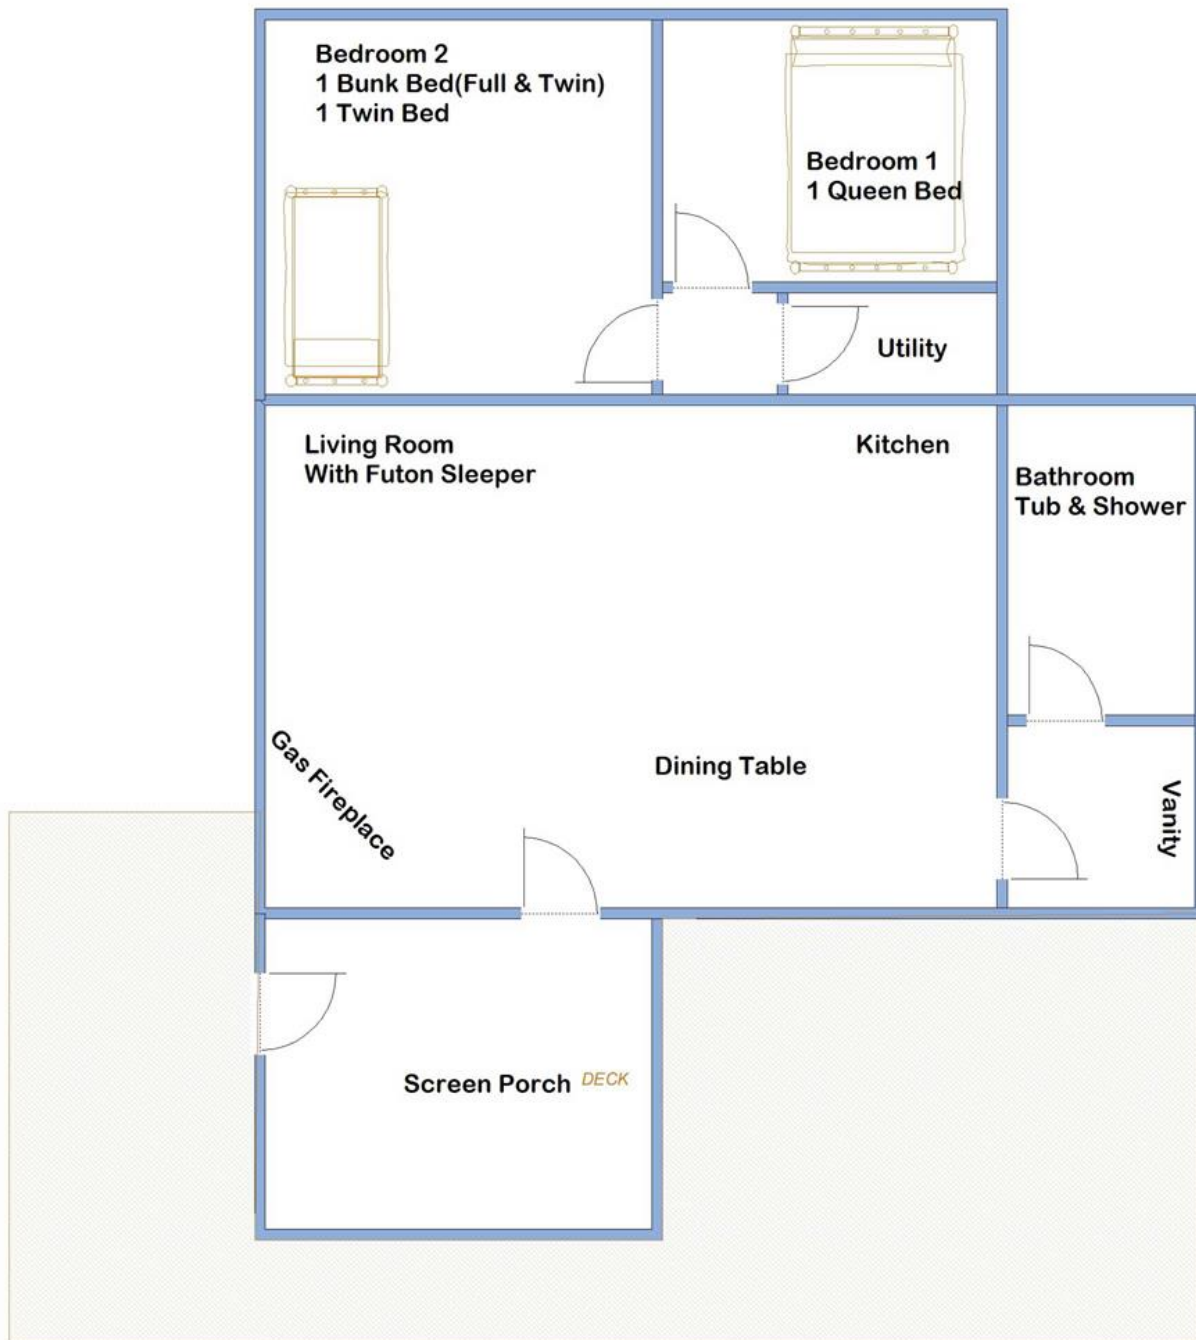 Bedroom 2
1 Bunk Bed(Full & Twin)
1 Twin Bed
Bedroom 1
1 Queen Bed
Utility
Living Room
With Futon Sleeper
Kitchen
Bathroom
Tub & Shower
Gas Fireplace
Dining Table
Vanity
Screen Porch
DECK